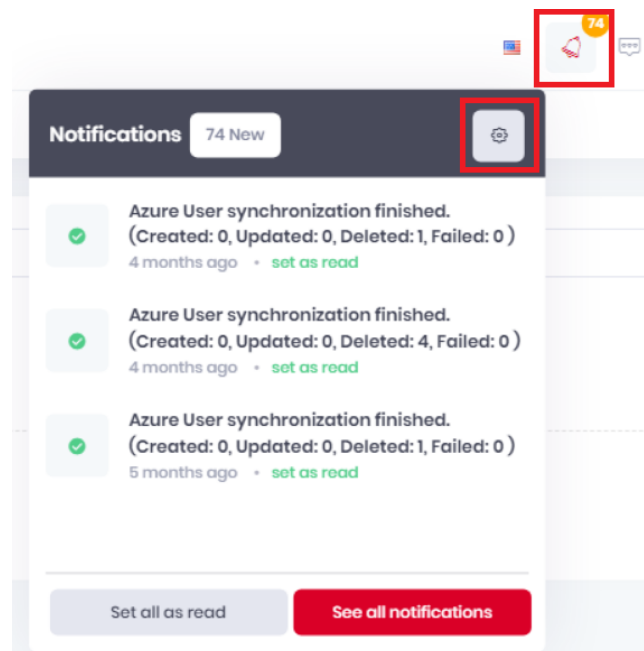 74
Notifications 74 New
Azure User synchronization finished.
(Created: 0, Updated: 0, Deleted: 1, Failed: 0 )
4 months ago • set as read
Azure User synchronization finished.
(Created: 0, Updated: 0, Deleted: 4, Failed: 0 )
4 months ago • set as read
Azure User synchronization finished.
(Created: 0, Updated: 0, Deleted: 1, Failed: 0 )
5 months ago • set as read
Set all as read See all notifications